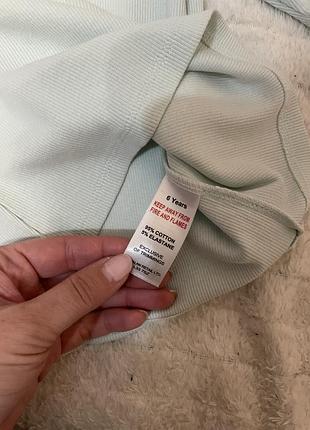 6 Years
KEEP AWAY FROM
FIRE AND FLAMES
95% COTTON
5% ELASTANE
EXCLUSIVE
OF TRIMMINGS